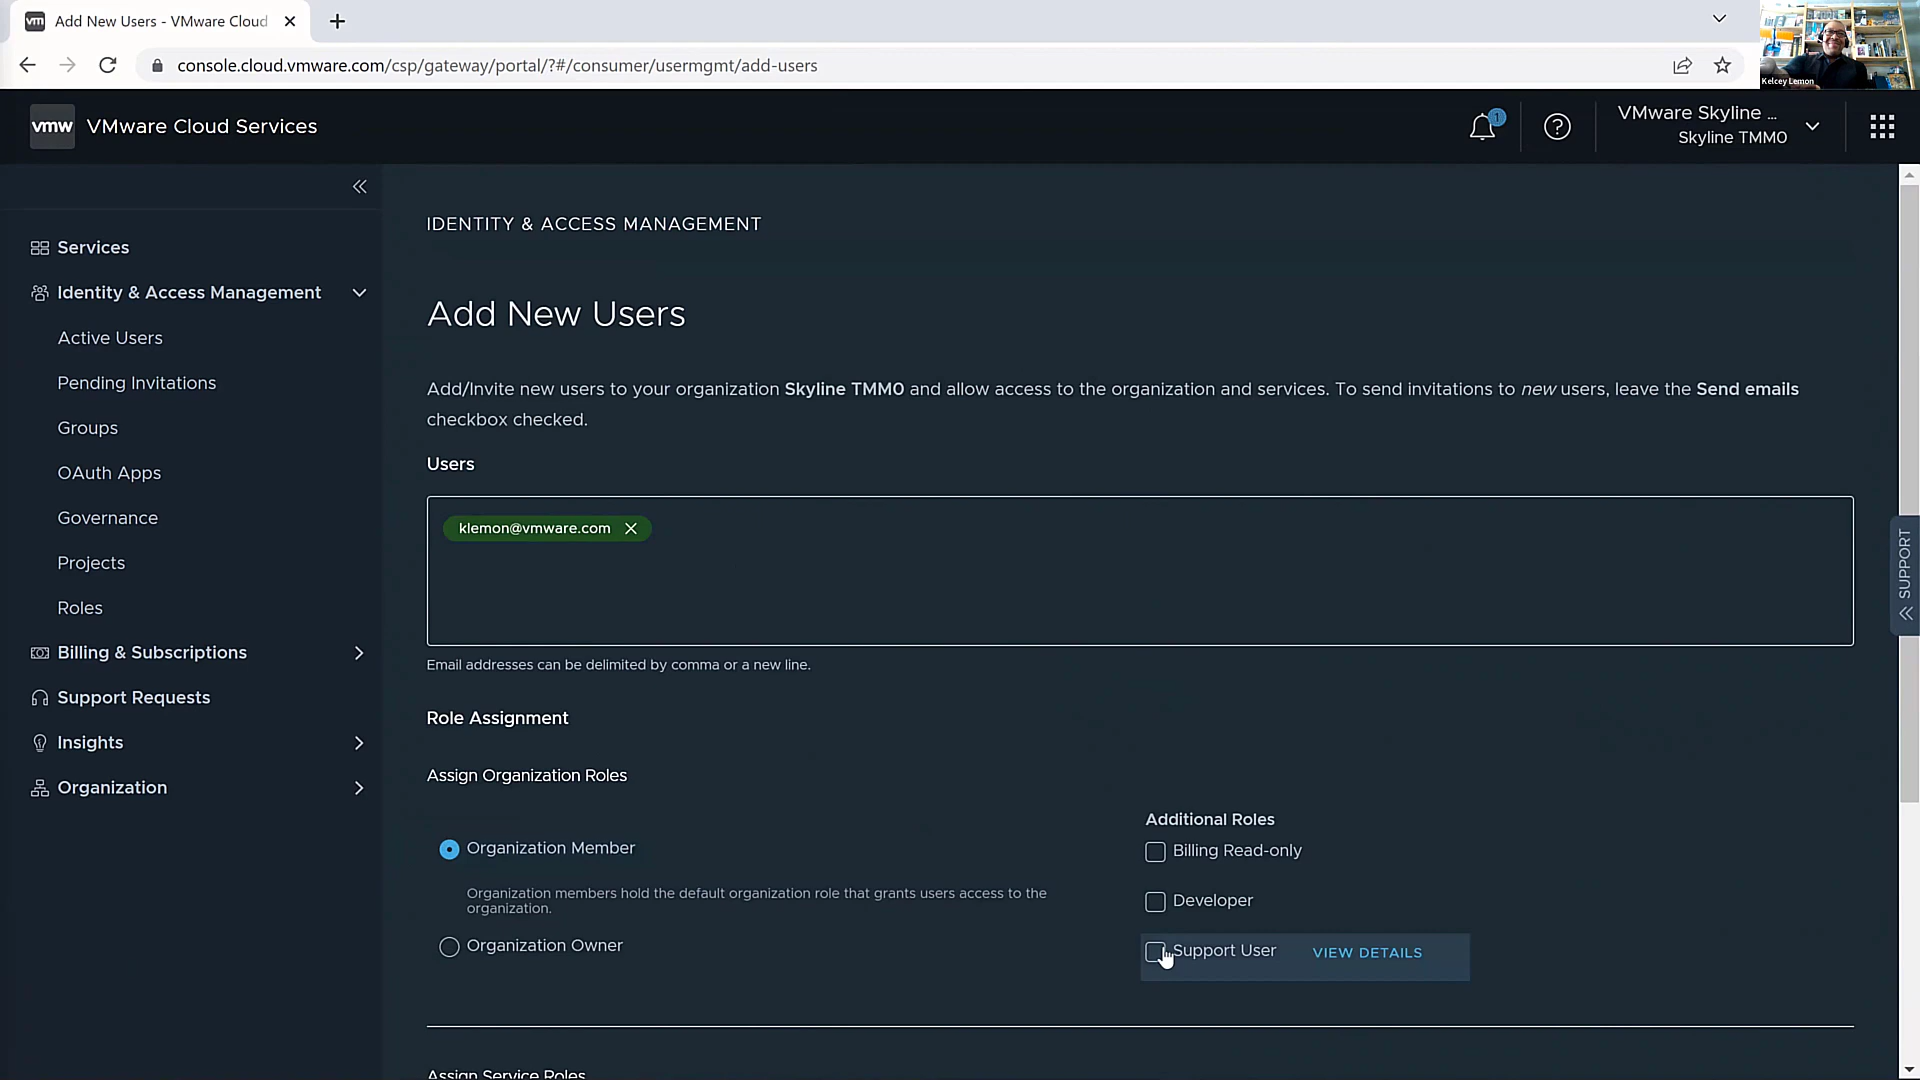 vm Add New Users - VMware Cloud
console.cloud.vmware.com/csp/gateway/portal/?#/consumer/usermgmt/add-users
Kelcey Lemon
vmw VMware Cloud Services
1
VMware Skyline ...
Skyline TMM0
Services
Identity & Access Management
Active Users
Pending Invitations
Groups
OAuth Apps
Governance
Projects
Roles
Billing & Subscriptions
Support Requests
Insights
Organization
IDENTITY & ACCESS MANAGEMENT
Add New Users
Add/Invite new users to your organization Skyline TMM0 and allow access to the organization and services. To send invitations to new users, leave the Send emails
checkbox checked.
Users
klemon@vmware.com
Email addresses can be delimited by comma or a new line.
Role Assignment
Assign Organization Roles
Organization Member
Organization members hold the default organization role that grants users access to the
organization.
Organization Owner
Additional Roles
Billing Read-only
Developer
Support User VIEW DETAILS
Assign Service Roles
SUPPORT